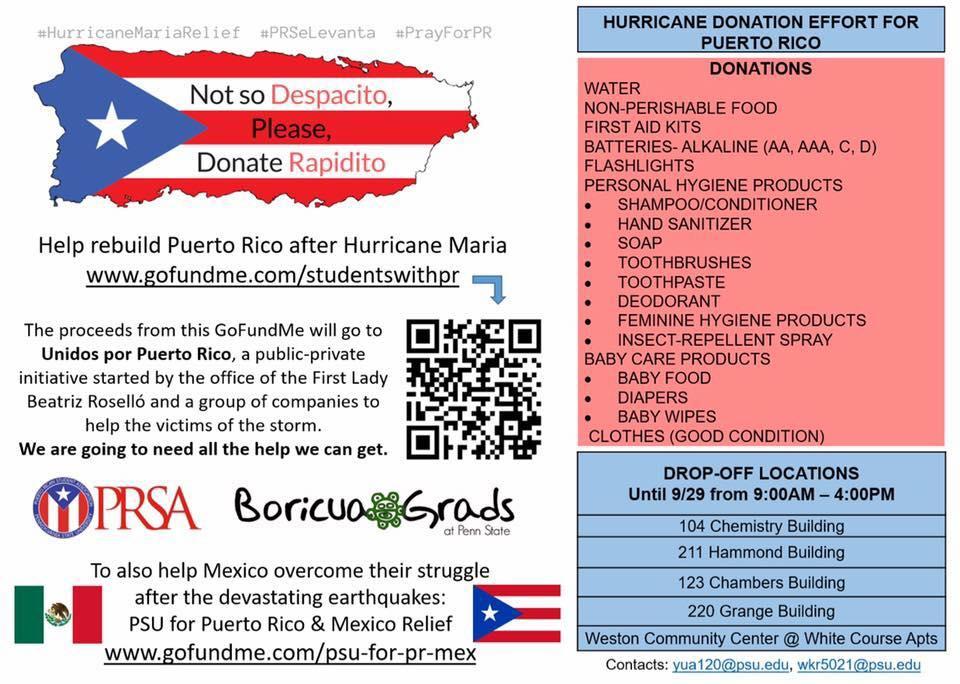 #HurricaneMariaRelief #PRSeLevanta #PrayForPR
Not so Despacito,
Please,
Donate Rapidito
Help rebuild Puerto Rico after Hurricane Maria
www.gofundme.com/studentswithpr
The proceeds from this GoFundMe will go to
Unidos por Puerto Rico, a public-private
initiative started by the office of the First Lady
Beatriz Roselló and a group of companies to
help the victims of the storm.
We are going to need all the help we can get.
PRSA
Boricua Grads
at Penn State
To also help Mexico overcome their struggle
after the devastating earthquakes:
PSU for Puerto Rico & Mexico Relief
www.gofundme.com/psu-for-pr-mex
HURRICANE DONATION EFFORT FOR
PUERTO RICO
DONATIONS
WATER
NON-PERISHABLE FOOD
FIRST AID KITS
BATTERIES- ALKALINE (AA, AAA, C, D)
FLASHLIGHTS
PERSONAL HYGIENE PRODUCTS
• SHAMPOO/CONDITIONER
• HAND SANITIZER
• SOAP
• TOOTHBRUSHES
• TOOTHPASTE
• DEODORANT
• FEMININE HYGIENE PRODUCTS
• INSECT-REPELLENT SPRAY
BABY CARE PRODUCTS
• BABY FOOD
• DIAPERS
• BABY WIPES
CLOTHES (GOOD CONDITION)
DROP-OFF LOCATIONS
Until 9/29 from 9:00AM – 4:00PM
104 Chemistry Building
211 Hammond Building
123 Chambers Building
220 Grange Building
Weston Community Center @ White Course Apts
Contacts: yua120@psu.edu, wkr5021@psu.edu